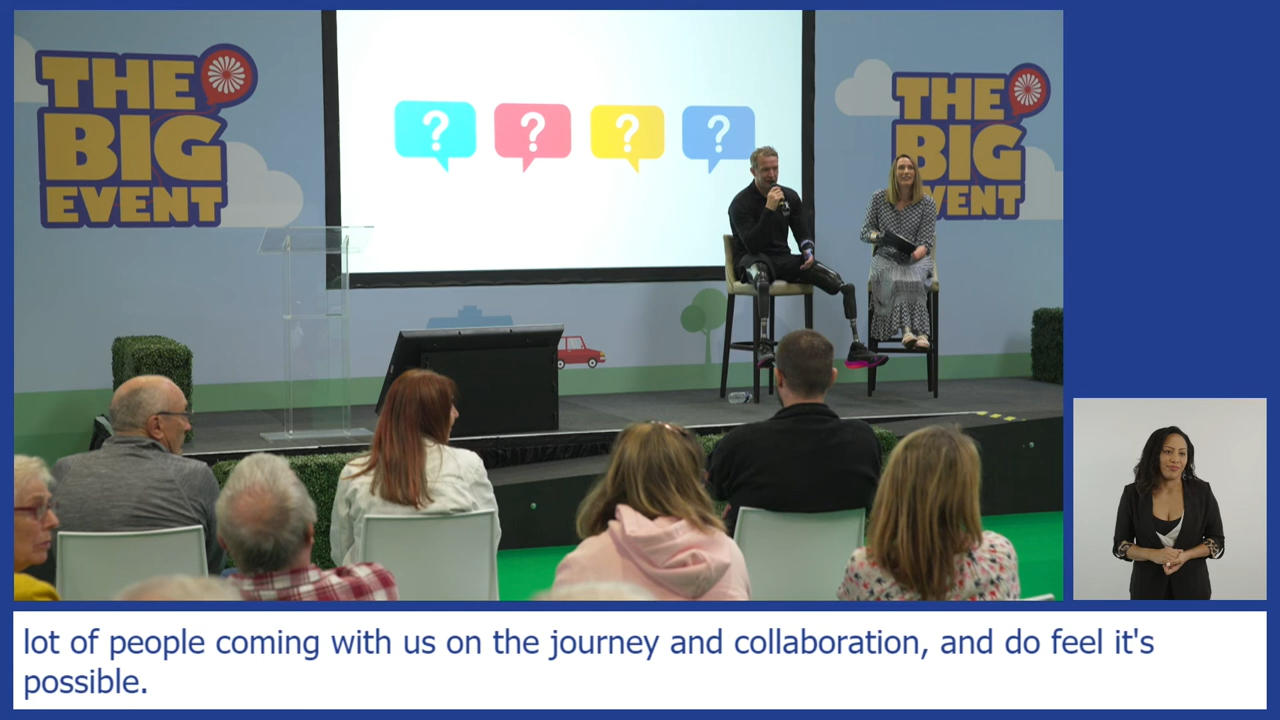 THE
BIG
EVENT
? ? ? ?
THE
BIG
EVENT
lot of people coming with us on the journey and collaboration, and do feel it's
possible.